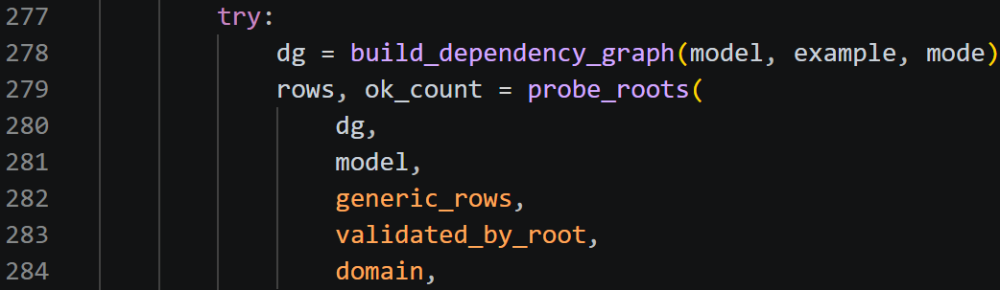 277 try:
278 dg = build_dependency_graph(model, example, mode)
279 rows, ok_count = probe_roots(
280 dg,
281 model,
282 generic_rows,
283 validated_by_root,
284 domain,